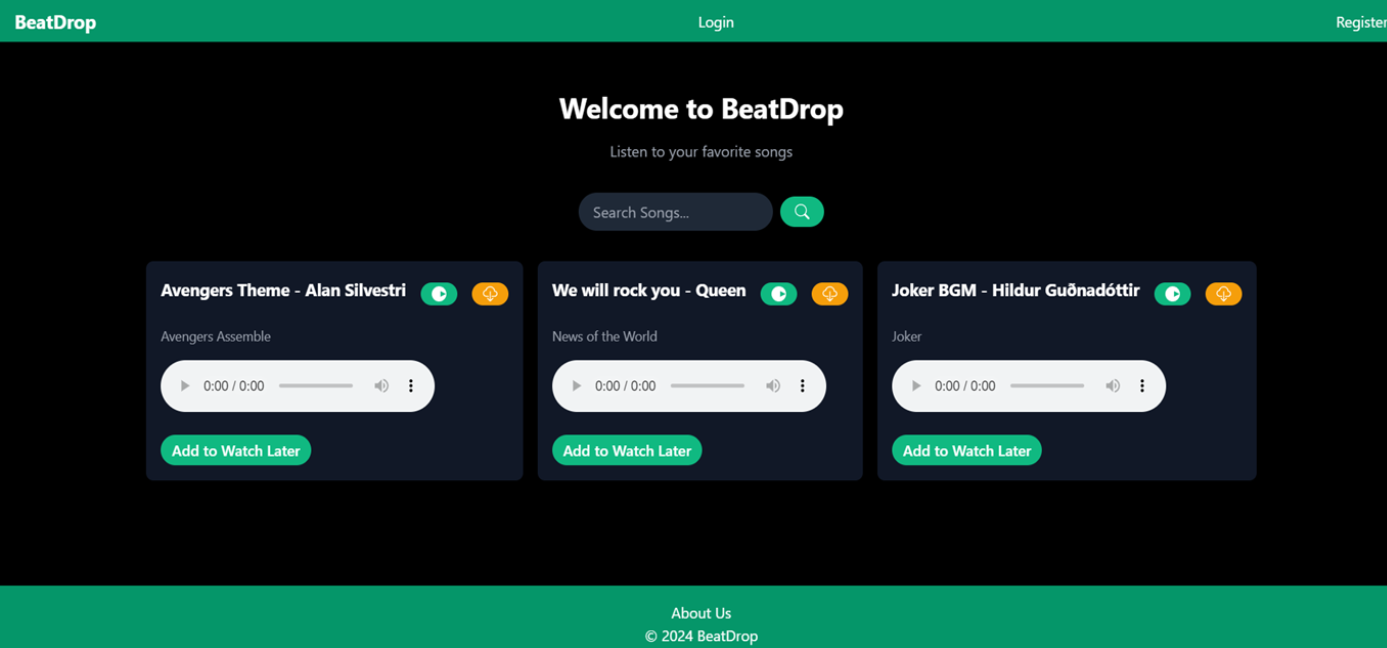 BeatDrop Login Register
Welcome to BeatDrop
Listen to your favorite songs
Search Songs...
Avengers Theme - Alan Silvestri
Avengers Assemble
0:00 / 0:00
Add to Watch Later
We will rock you - Queen
News of the World
0:00 / 0:00
Add to Watch Later
Joker BGM - Hildur Guðnadóttir
Joker
0:00 / 0:00
Add to Watch Later
About Us
© 2024 BeatDrop